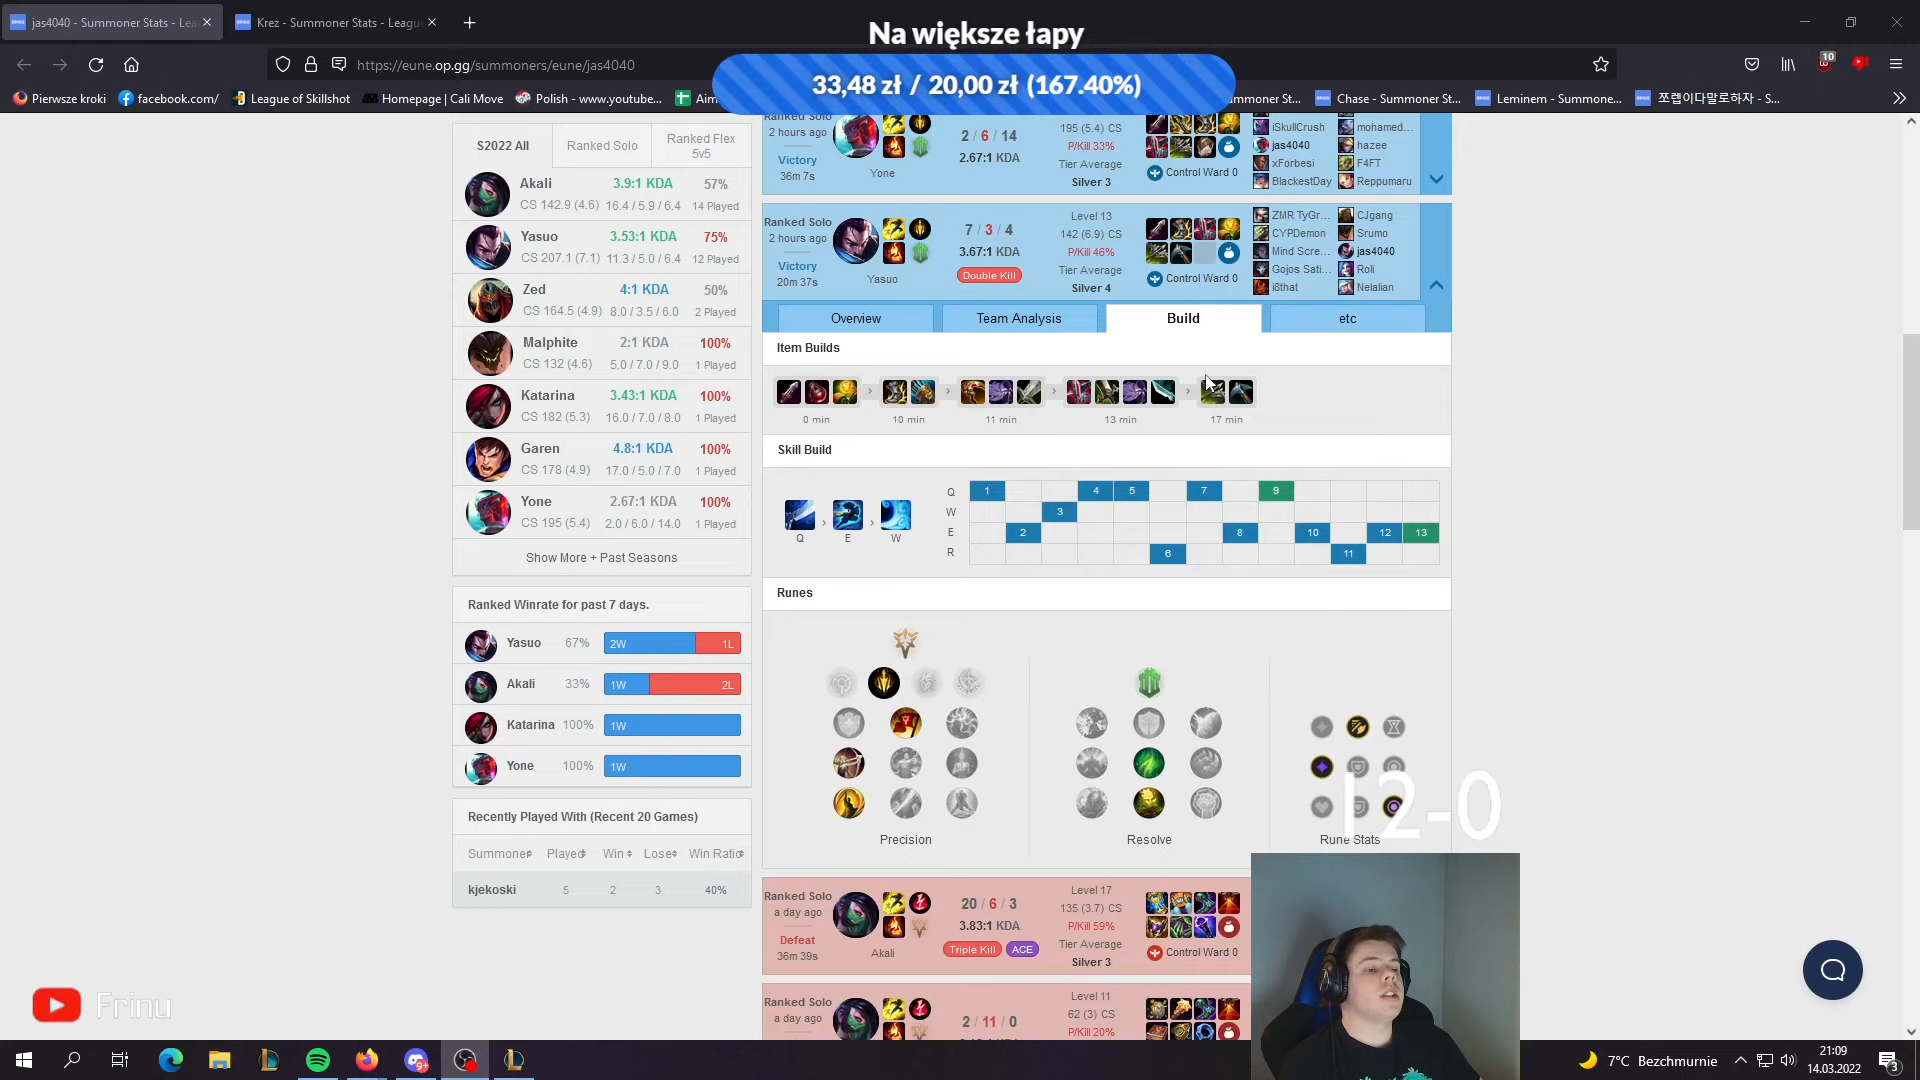 jas4040 - Summoner Stats - Lea
Krez - Summoner Stats - League
Na większe łapy
33,48 zł / 20,00 zł (167.40%)
https://eune.op.gg/summoners/eune/jas4040
10
Pierwsze kroki
facebook.com/
League of Skillshot
Homepage | Cali Move
Polish - www.youtube...
Chase - Summoner St...
Leminem - Summone...
쪼렙이다말로하자 - S...
S2022 All
Ranked Solo
Ranked Flex
5v5
Akali
3.9:1 KDA
57%
CS 142.9 (4.6)
16.4 / 5.9 / 6.4
14 Played
Yasuo
3.53:1 KDA
75%
CS 207.1 (7.1)
11.3 / 5.0 / 6.4
12 Played
Zed
4:1 KDA
50%
CS 164.5 (4.9)
8.0 / 3.5 / 6.0
2 Played
Malphite
2:1 KDA
100%
CS 132 (4.6)
5.0 / 7.0 / 9.0
1 Played
Katarina
3.43:1 KDA
100%
CS 182 (5.3)
16.0 / 7.0 / 8.0
1 Played
Garen
4.8:1 KDA
100%
CS 178 (4.9)
17.0 / 5.0 / 7.0
1 Played
Yone
2.67:1 KDA
100%
CS 195 (5.4)
2.0 / 6.0 / 14.0
1 Played
Show More + Past Seasons
Ranked Winrate for past 7 days.
Yasuo
67%
2W
1L
Akali
33%
1W
2L
Katarina
100%
1W
Yone
100%
1W
Recently Played With (Recent 20 Games)
Summoner
Played
Win
Lose
Win Ratio
kjekoski
5
2
3
40%
Ranked Solo
2 hours ago
Victory
36m 7s
Yone
2 / 6 / 14
2.67:1 KDA
195 (5.4) CS
P/Kill 33%
Tier Average
Silver 3
Control Ward 0
iSkullCrush
jas4040
xForbesi
BlackestDay
mohamed...
hazee
F4FT
Reppumaru
Ranked Solo
2 hours ago
Victory
20m 37s
Yasuo
7 / 3 / 4
3.67:1 KDA
Double Kill
Level 13
142 (6.9) CS
P/Kill 46%
Tier Average
Silver 4
Control Ward 0
ZMR TyGr...
CYPDemon
Mind Scre...
Gojos Sati...
i8that
CJgang
Srumo
jas4040
Roli
Nelalian
Overview
Team Analysis
Build
etc
Item Builds
0 min
10 min
11 min
13 min
17 min
Skill Build
Q
E
W
Q
1
4
5
7
9
W
3
E
2
8
10
12
13
R
6
11
Runes
Precision
Resolve
Rune Stats
12-0
Ranked Solo
a day ago
Defeat
36m 39s
Akali
20 / 6 / 3
3.83:1 KDA
Triple Kill
ACE
Level 17
135 (3.7) CS
P/Kill 59%
Tier Average
Silver 3
Control Ward 0
Ranked Solo
a day ago
2 / 11 / 0
Level 11
62 (3) CS
P/Kill 20%
Frinu
9+
7°C Bezchmurnie
21:09
14.03.2022
3